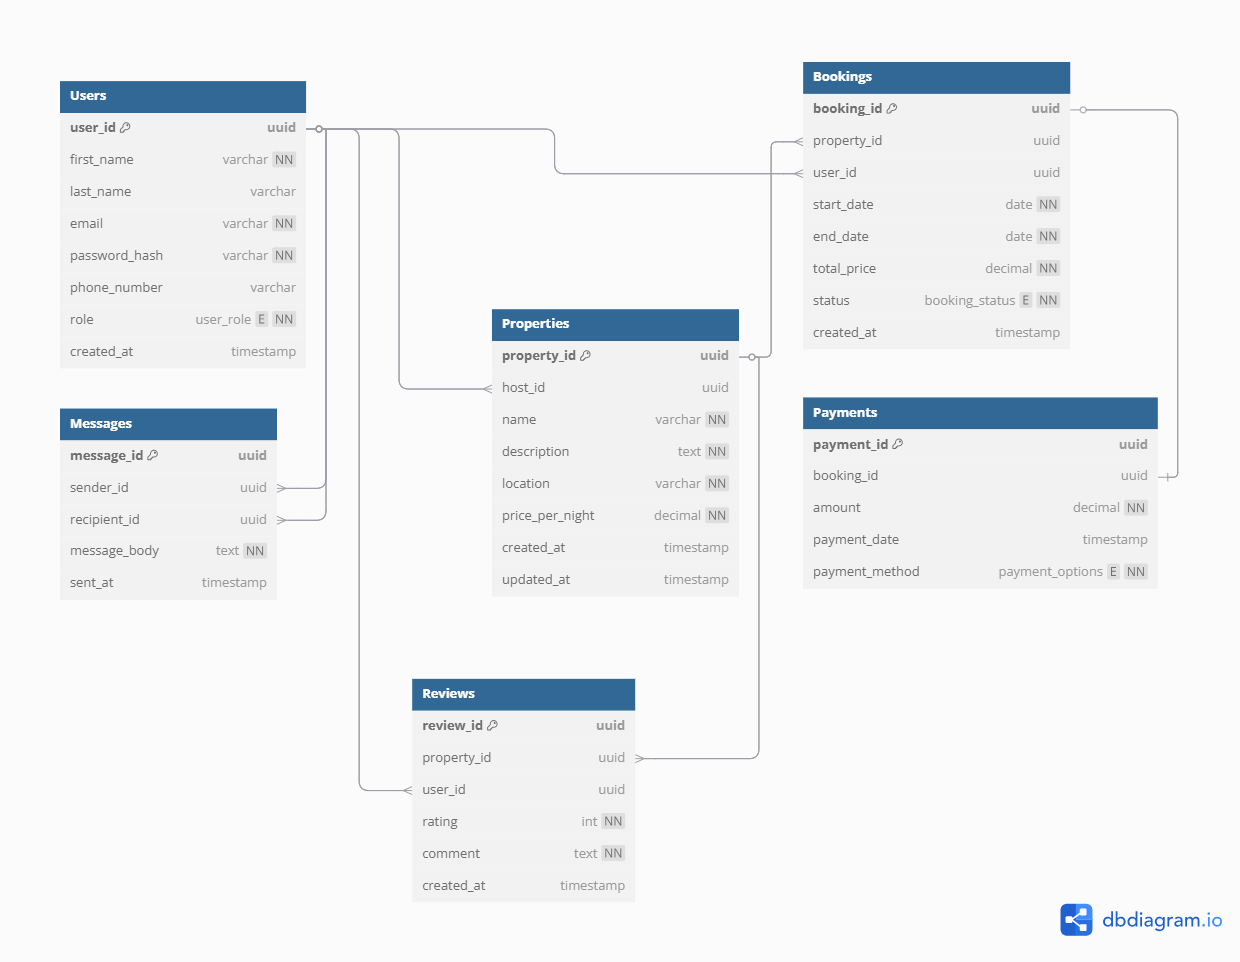 Users
user_id uuid
first_name varchar NN
last_name varchar
email varchar NN
password_hash varchar NN
phone_number varchar
role user_role E NN
created_at timestamp
Messages
message_id uuid
sender_id uuid
recipient_id uuid
message_body text NN
sent_at timestamp
Properties
property_id uuid
host_id uuid
name varchar NN
description text NN
location varchar NN
price_per_night decimal NN
created_at timestamp
updated_at timestamp
Reviews
review_id uuid
property_id uuid
user_id uuid
rating int NN
comment text NN
created_at timestamp
Bookings
booking_id uuid
property_id uuid
user_id uuid
start_date date NN
end_date date NN
total_price decimal NN
status booking_status E NN
created_at timestamp
Payments
payment_id uuid
booking_id uuid
amount decimal NN
payment_date timestamp
payment_method payment_options E NN
dbdiagram.io